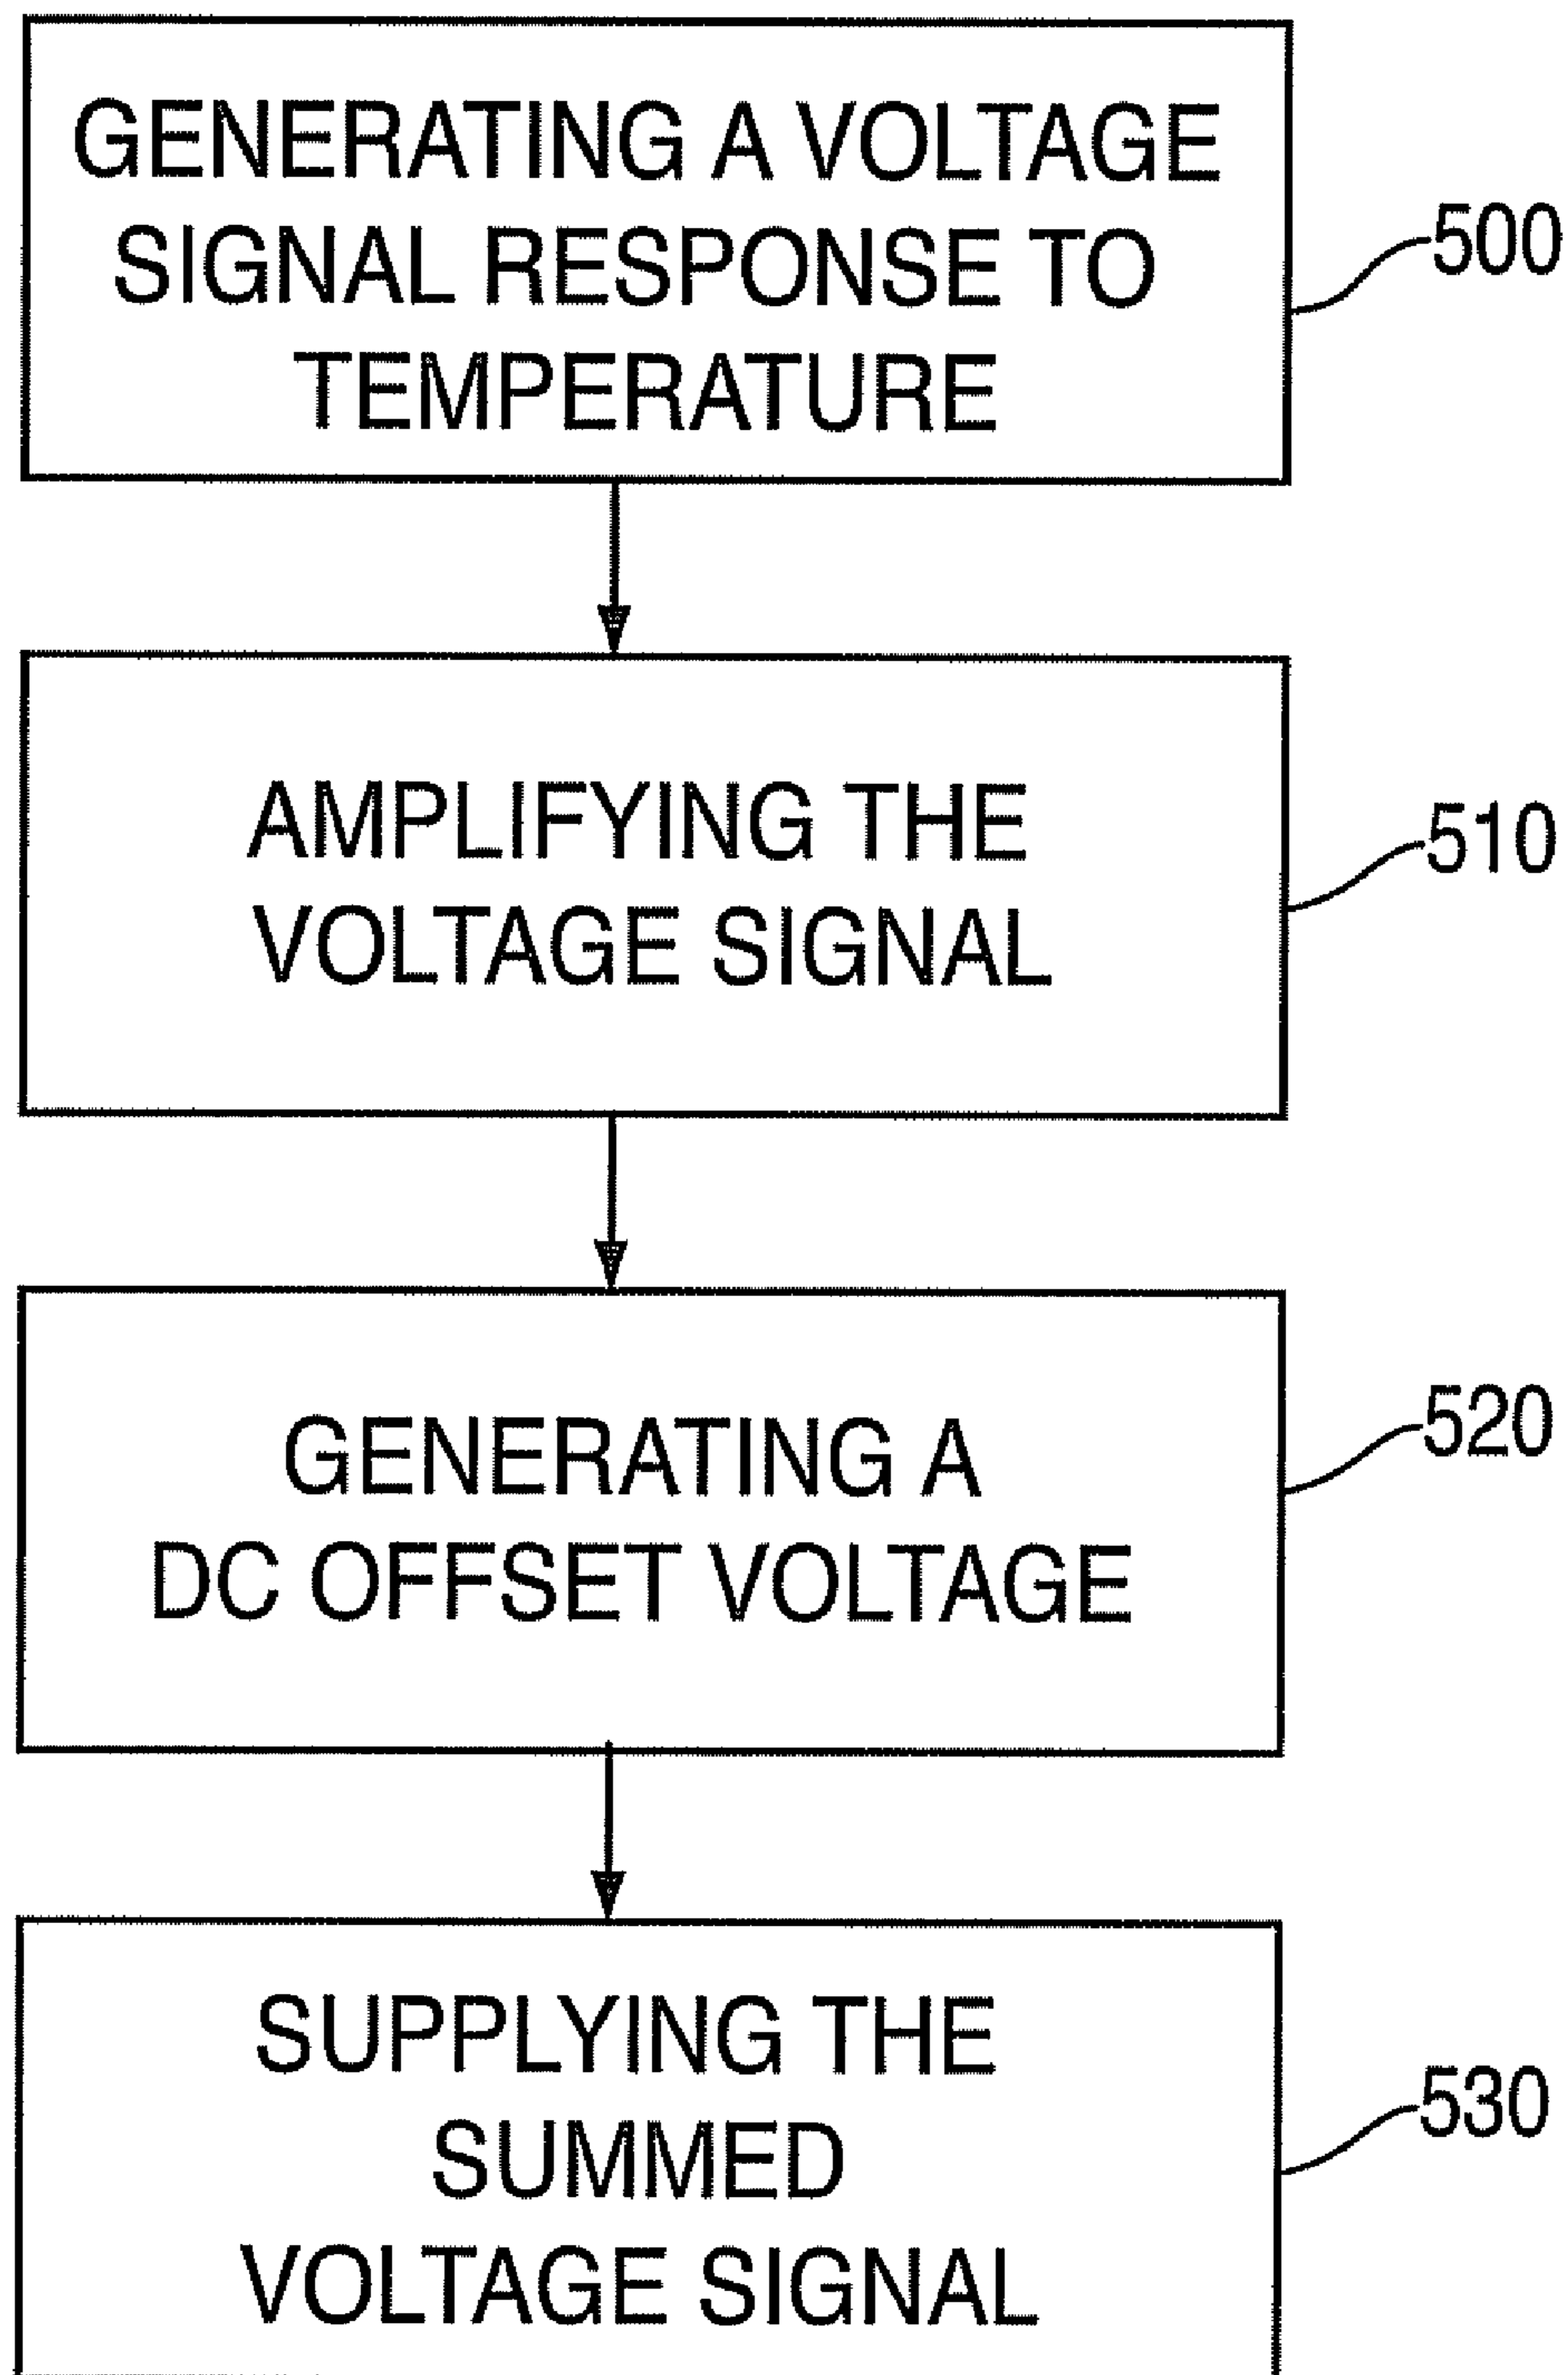 GENERATING A VOLTAGE
SIGNAL RESPONSE TO
TEMPERATURE
500
AMPLIFYING THE
VOLTAGE SIGNAL
510
GENERATING A
DC OFFSET VOLTAGE
520
SUPPLYING THE
SUMMED
VOLTAGE SIGNAL
530